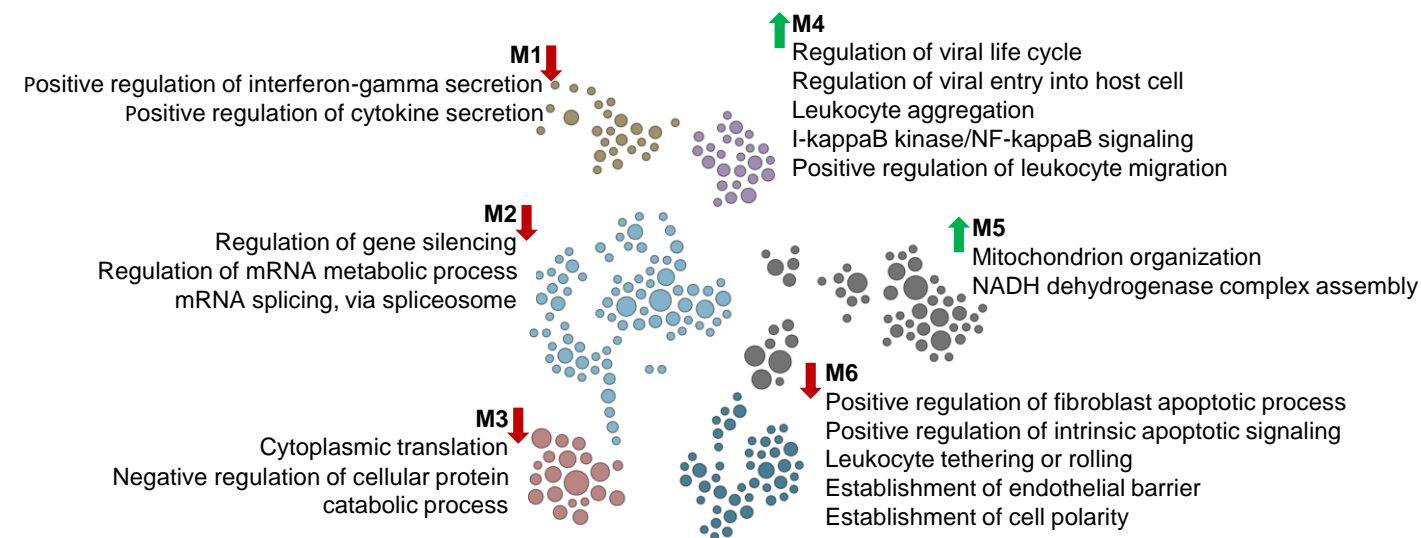 M1
Positive regulation of interferon-gamma secretion
Positive regulation of cytokine secretion
M4
Regulation of viral life cycle
Regulation of viral entry into host cell
Leukocyte aggregation
I-kappaB kinase/NF-kappaB signaling
Positive regulation of leukocyte migration
M2
Regulation of gene silencing
Regulation of mRNA metabolic process
mRNA splicing, via spliceosome
M5
Mitochondrion organization
NADH dehydrogenase complex assembly
M3
Cytoplasmic translation
Negative regulation of cellular protein
catabolic process
M6
Positive regulation of fibroblast apoptotic process
Positive regulation of intrinsic apoptotic signaling
Leukocyte tethering or rolling
Establishment of endothelial barrier
Establishment of cell polarity